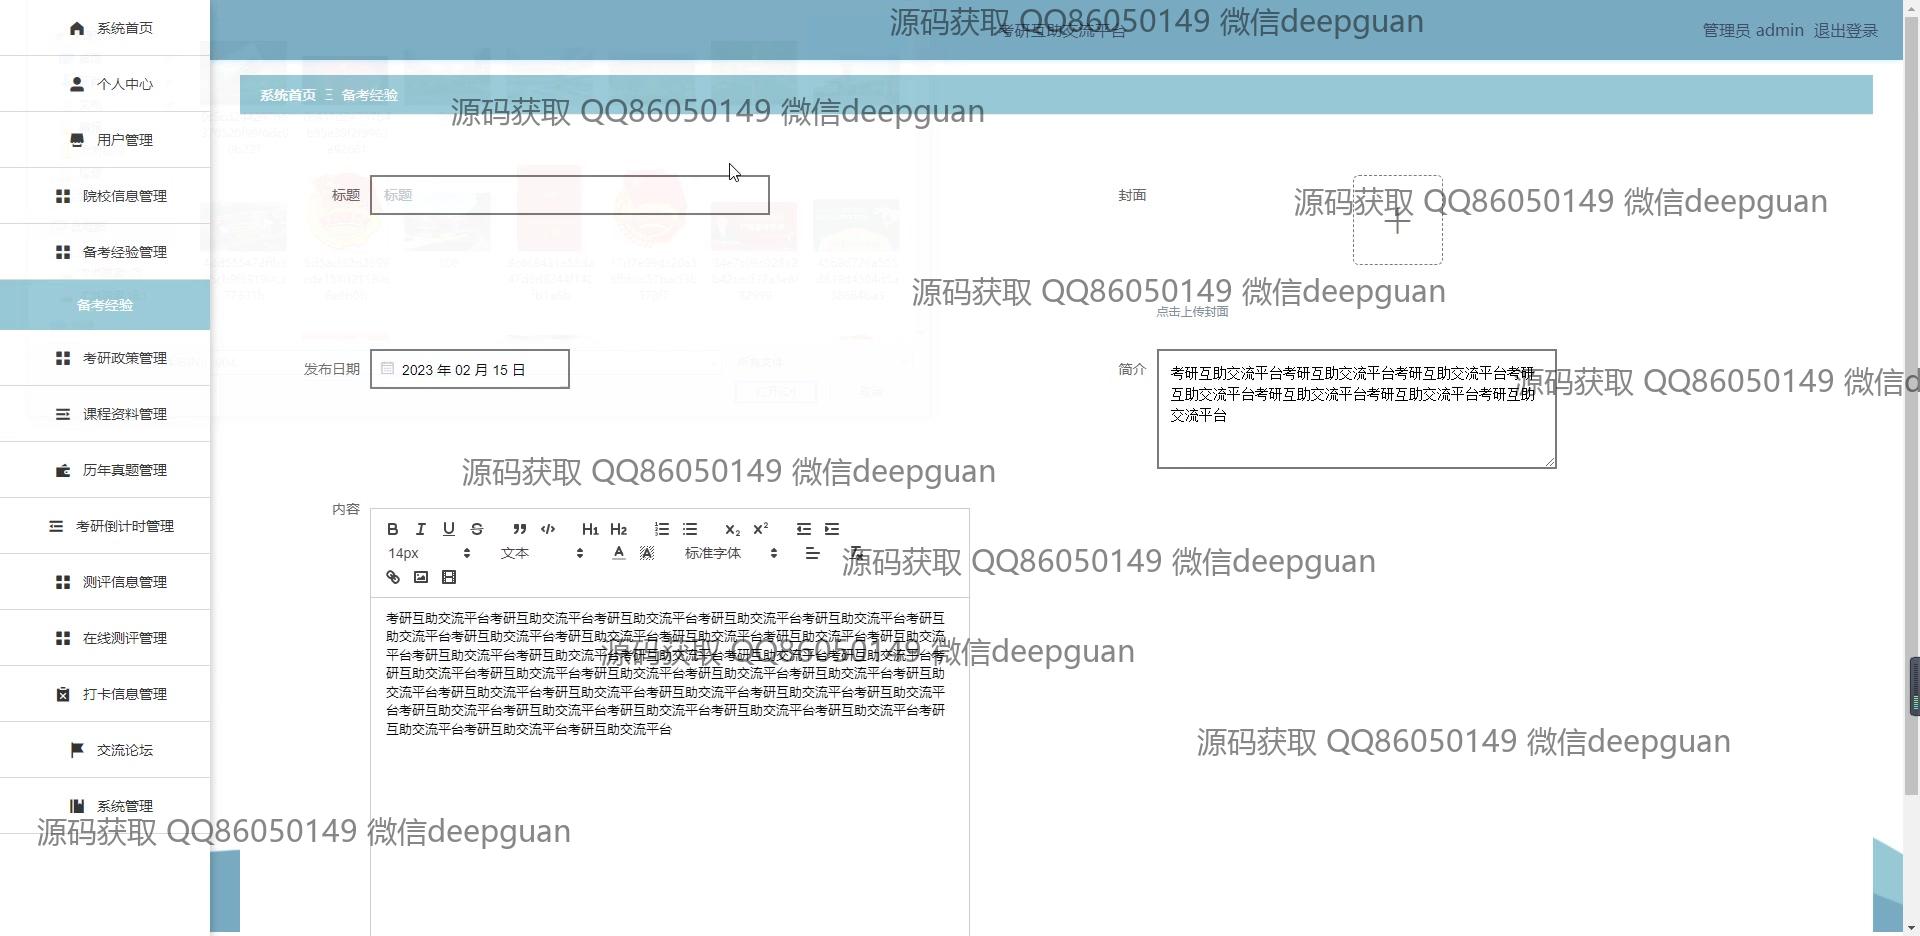 系统首页
个人中心
用户管理
院校信息管理
备考经验管理
备考经验
考研政策管理
课程资料管理
历年真题管理
考研倒计时管理
测评信息管理
在线测评管理
打卡信息管理
交流论坛
系统管理
考研互助交流平台
管理员 admin 退出登录
系统首页 Ξ 备考经验
标题 标题
封面
点击上传封面
发布日期 2023 年 02 月 15 日
简介
考研互助交流平台考研互助交流平台考研互助交流平台考研
互助交流平台考研互助交流平台考研互助交流平台考研互助
交流平台
内容
B I U S H1 H2 X2 X2
14px 文本 A A 标准字体
考研互助交流平台考研互助交流平台考研互助交流平台考研互助交流平台考研互助交流平台考研互
助交流平台考研互助交流平台考研互助交流平台考研互助交流平台考研互助交流平台考研互助交流
平台考研互助交流平台考研互助交流平台考研互助交流平台考研互助交流平台考研互助交流平台考
研互助交流平台考研互助交流平台考研互助交流平台考研互助交流平台考研互助交流平台考研互助
交流平台考研互助交流平台考研互助交流平台考研互助交流平台考研互助交流平台考研互助交流平
台考研互助交流平台考研互助交流平台考研互助交流平台考研互助交流平台考研互助交流平台考研
互助交流平台考研互助交流平台考研互助交流平台
源码获取 QQ86050149 微信deepguan
源码获取 QQ86050149 微信deepguan
源码获取 QQ86050149 微信deepguan
源码获取 QQ86050149 微信deepguan
源码获取 QQ86050149 微信d
源码获取 QQ86050149 微信deepguan
源码获取 QQ86050149 微信deepguan
源码获取 QQ86050149 微信deepguan
源码获取 QQ86050149 微信deepguan
源码获取 QQ86050149 微信deepguan